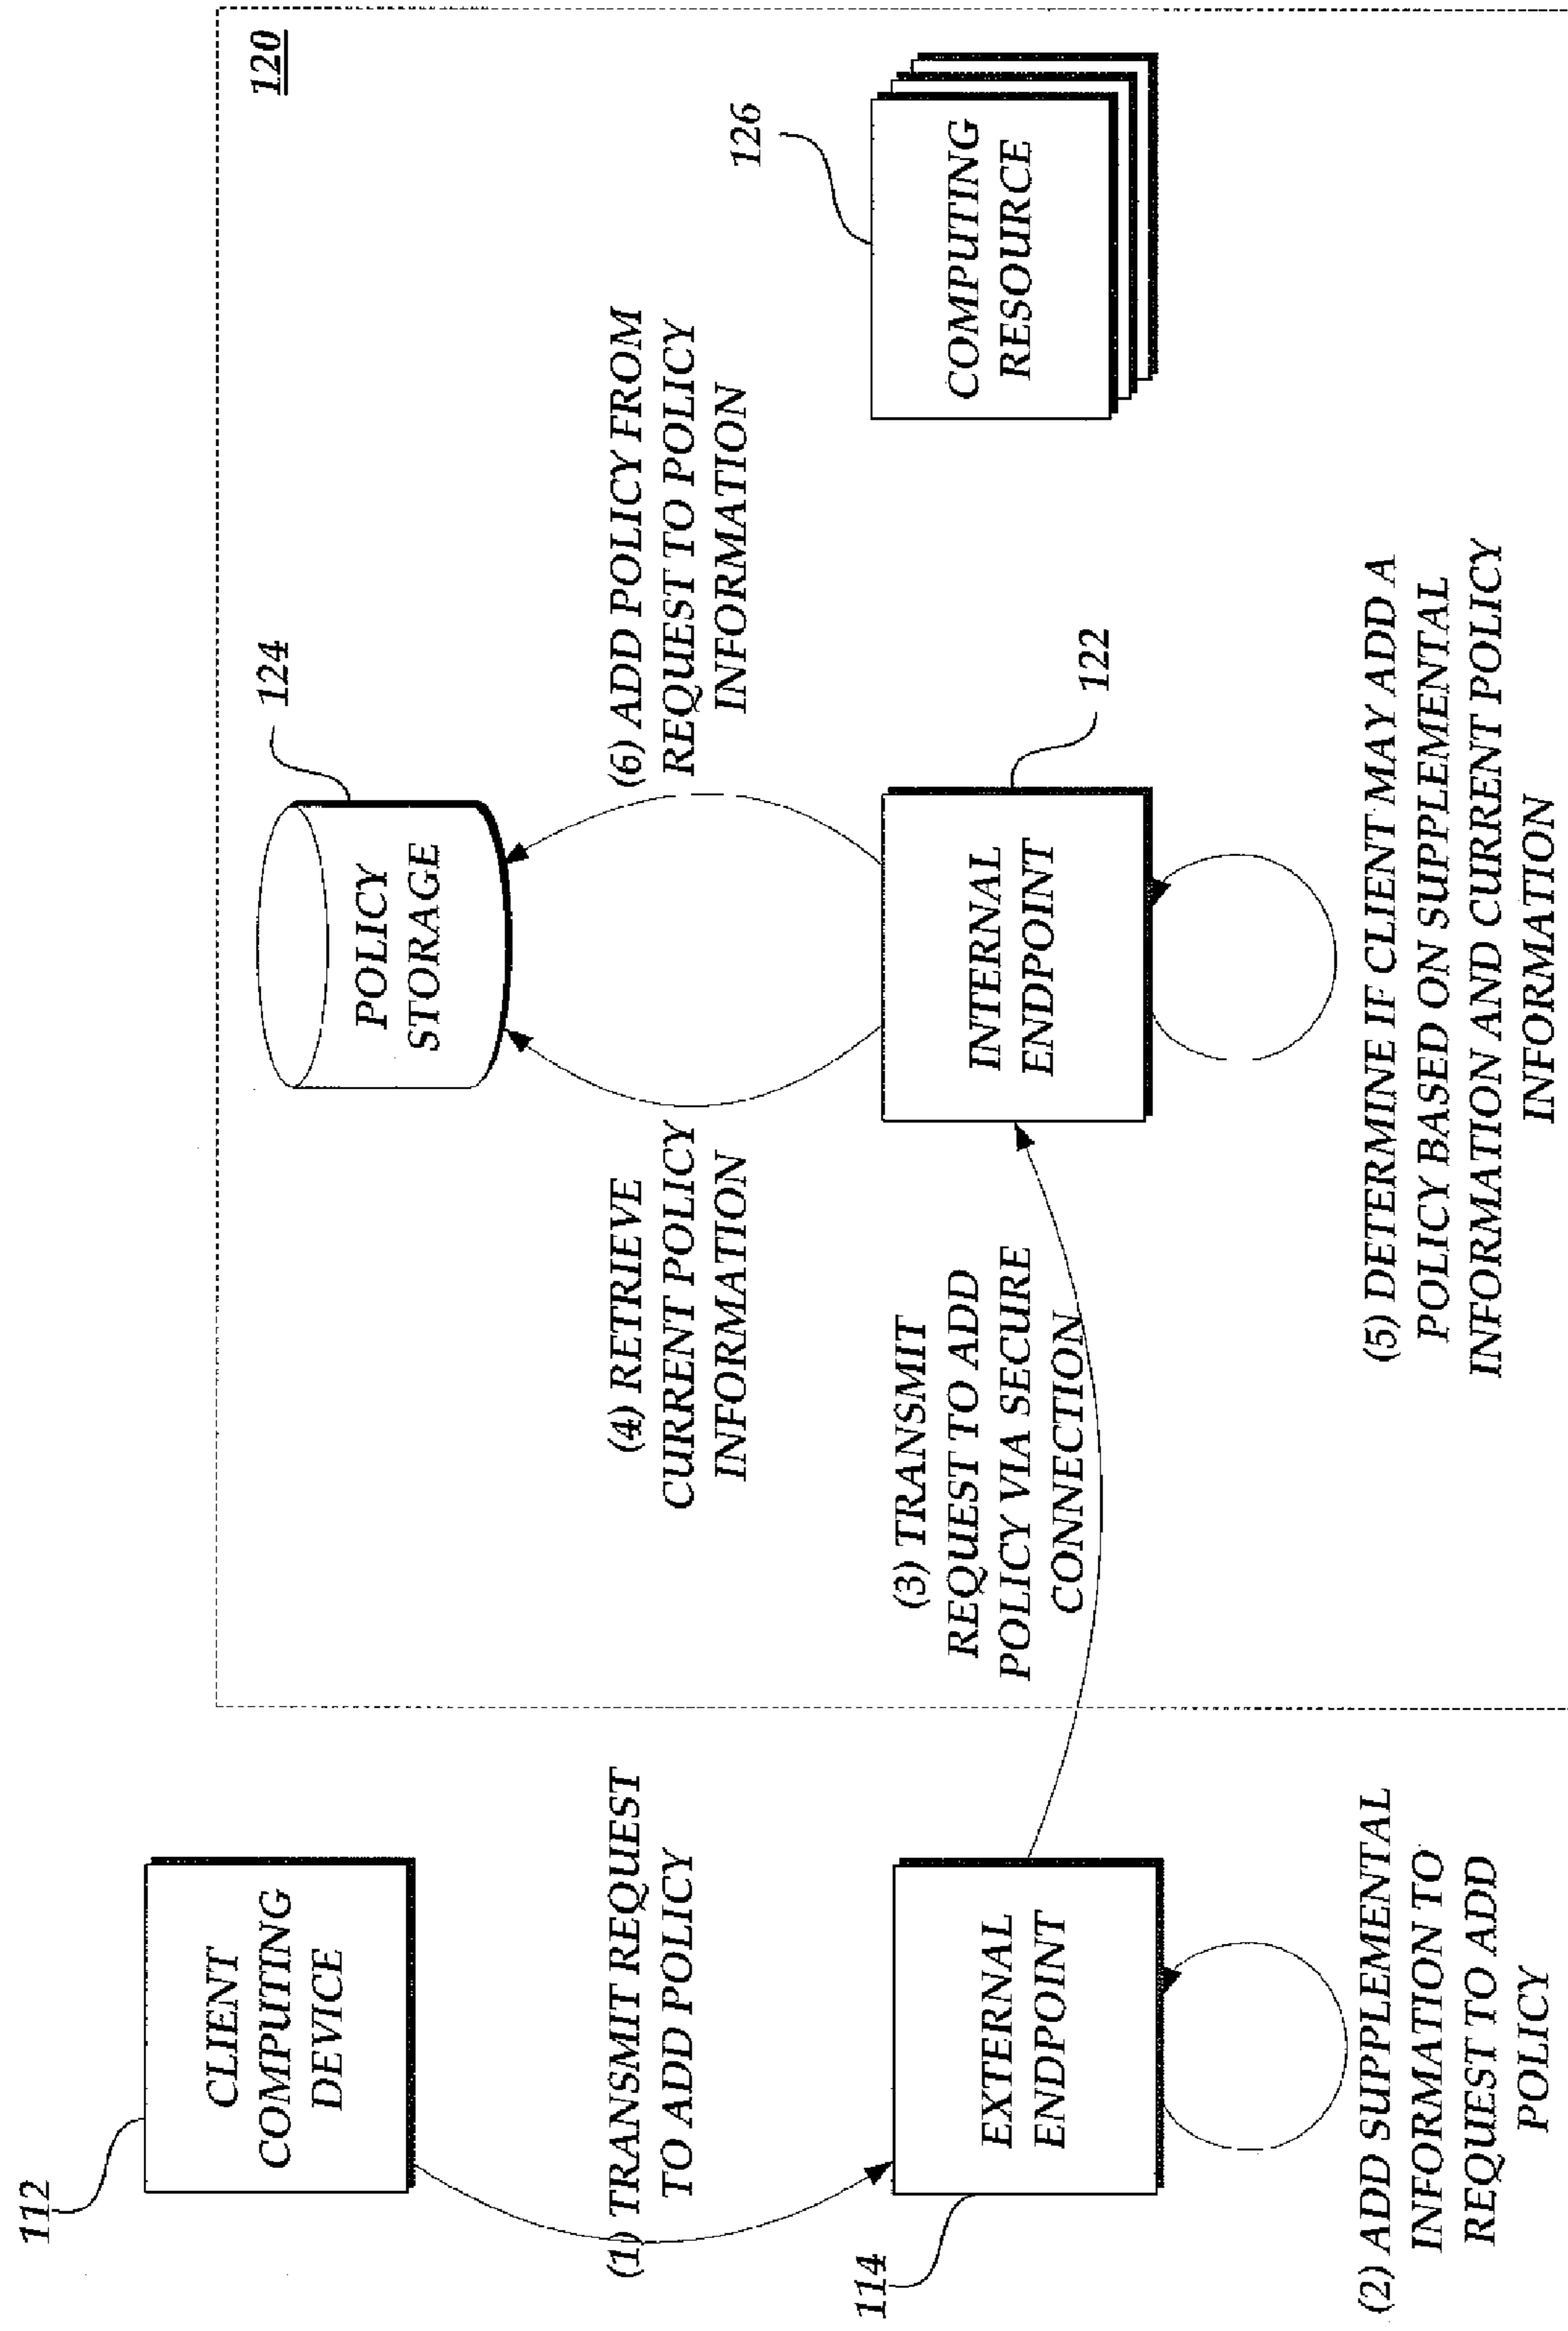 120
112
CLIENT
COMPUTING
DEVICE
(1) TRANSMIT REQUEST
TO ADD POLICY
114
EXTERNAL
ENDPOINT
(2) ADD SUPPLEMENTAL
INFORMATION TO
REQUEST TO ADD
POLICY
(3) TRANSMIT
REQUEST TO ADD
POLICY VIA SECURE
CONNECTION
124
POLICY
STORAGE
(4) RETRIEVE
CURRENT POLICY
INFORMATION
(6) ADD POLICY FROM
REQUEST TO POLICY
INFORMATION
122
INTERNAL
ENDPOINT
(5) DETERMINE IF CLIENT MAY ADD A
POLICY BASED ON SUPPLEMENTAL
INFORMATION AND CURRENT POLICY
INFORMATION
126
COMPUTING
RESOURCE